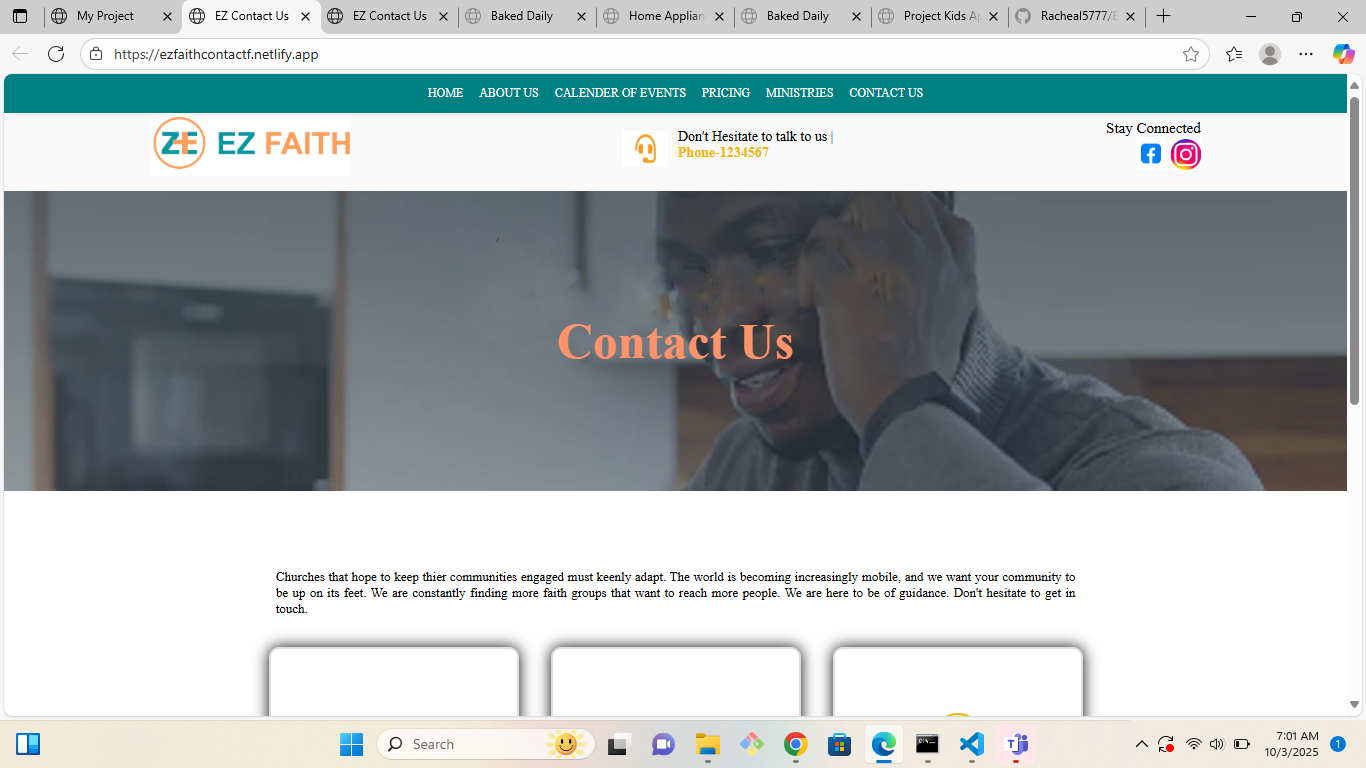 My Project
EZ Contact Us
EZ Contact Us
Baked Daily
Home Applian
Baked Daily
Project Kids A
Racheal5777/E
https://ezfaithcontactf.netlify.app
HOME ABOUT US CALENDER OF EVENTS PRICING MINISTRIES CONTACT US
EZ FAITH
Don't Hesitate to talk to us |
Phone-1234567
Stay Connected
Contact Us
Churches that hope to keep thier communities engaged must keenly adapt. The world is becoming increasingly mobile, and we want your community to
be up on its feet. We are constantly finding more faith groups that want to reach more people. We are here to be of guidance. Don't hesitate to get in
touch.
Search
7:01 AM
10/3/2025
1